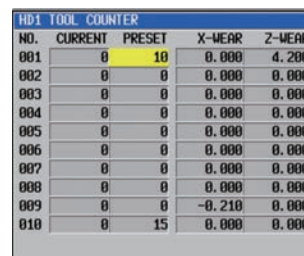 HD1 TOOL COUNTER
NO. CURRENT PRESET X-WEAR Z-WEAR
001 0 10 0.000 4.200
002 0 0 0.000 0.000
003 0 0 0.000 0.000
004 0 0 0.000 0.000
005 0 0 0.000 0.000
006 0 0 0.000 0.000
007 0 0 0.000 0.000
008 0 0 0.000 0.000
009 0 0 -0.210 0.000
010 0 15 0.000 0.000